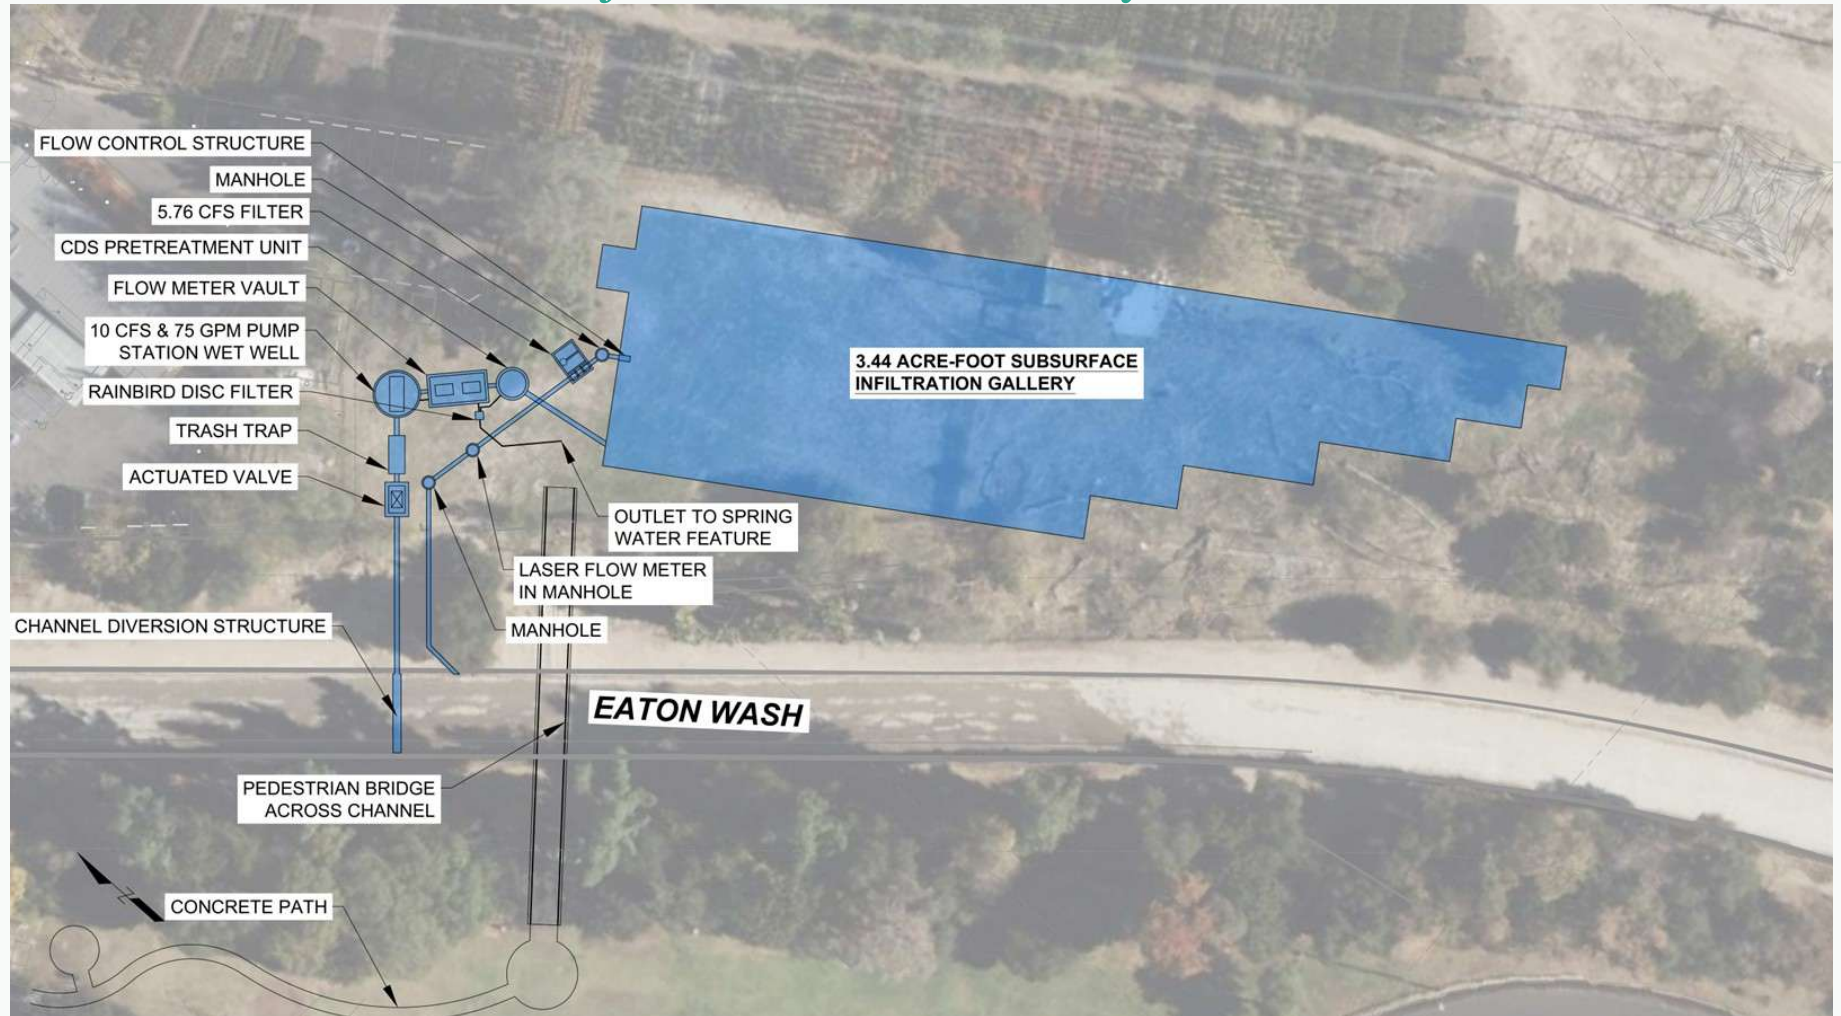 FLOW CONTROL STRUCTURE
MANHOLE
5.76 CFS FILTER
CDS PRETREATMENT UNIT
FLOW METER VAULT
10 CFS & 75 GPM PUMP
STATION WET WELL
RAINBIRD DISC FILTER
TRASH TRAP
ACTUATED VALVE
3.44 ACRE-FOOT SUBSURFACE
INFILTRATION GALLERY
OUTLET TO SPRING
WATER FEATURE
LASER FLOW METER
IN MANHOLE
MANHOLE
CHANNEL DIVERSION STRUCTURE
EATON WASH
PEDESTRIAN BRIDGE
ACROSS CHANNEL
CONCRETE PATH